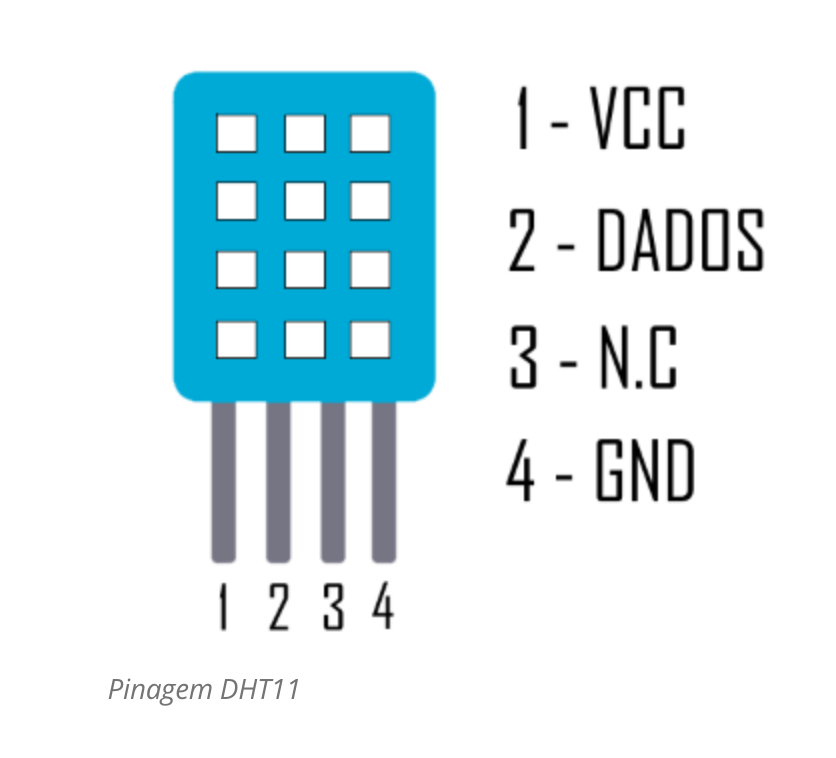 1 - VCC
2 - DADOS
3 - N.C
4 - GND
1 2 3 4
Pinagem DHT11